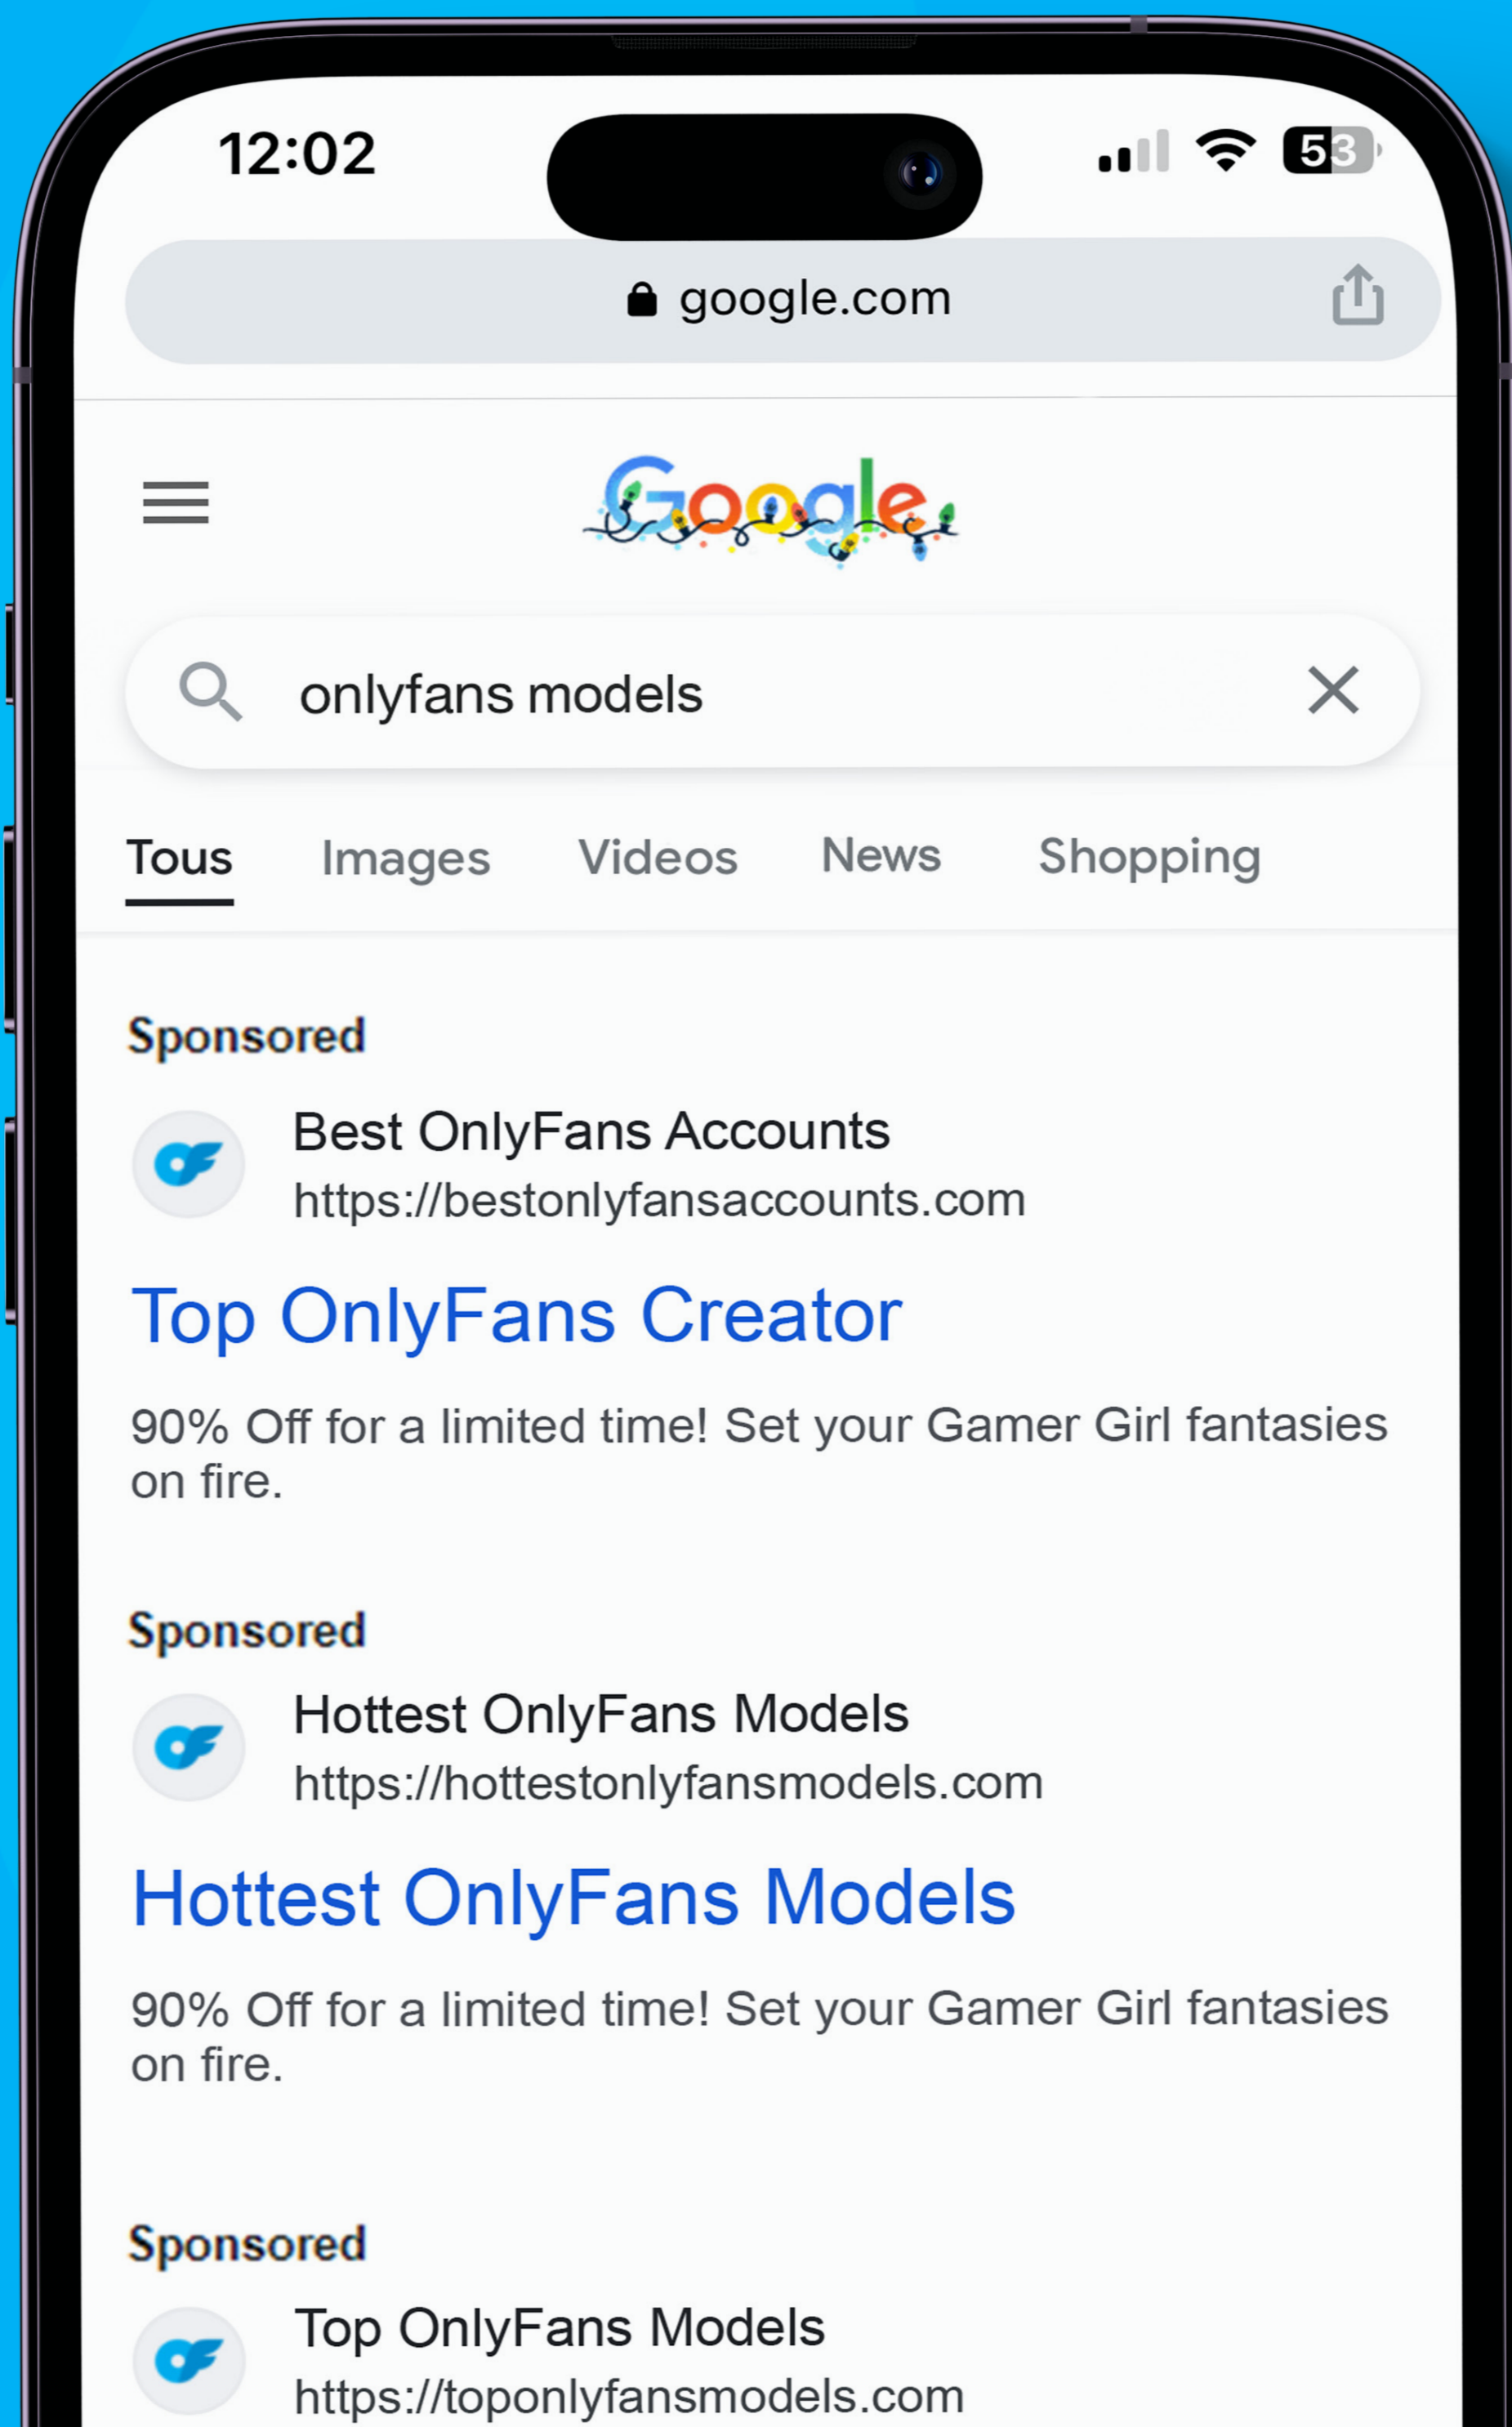 12:02
53
google.com
Google
onlyfans models
Tous Images Videos News Shopping
Sponsored
Best OnlyFans Accounts
https://bestonlyfansaccounts.com
Top OnlyFans Creator
90% Off for a limited time! Set your Gamer Girl fantasies
on fire.
Sponsored
Hottest OnlyFans Models
https://hottestonlyfansmodels.com
Hottest OnlyFans Models
90% Off for a limited time! Set your Gamer Girl fantasies
on fire.
Sponsored
Top OnlyFans Models
https://toponlyfansmodels.com